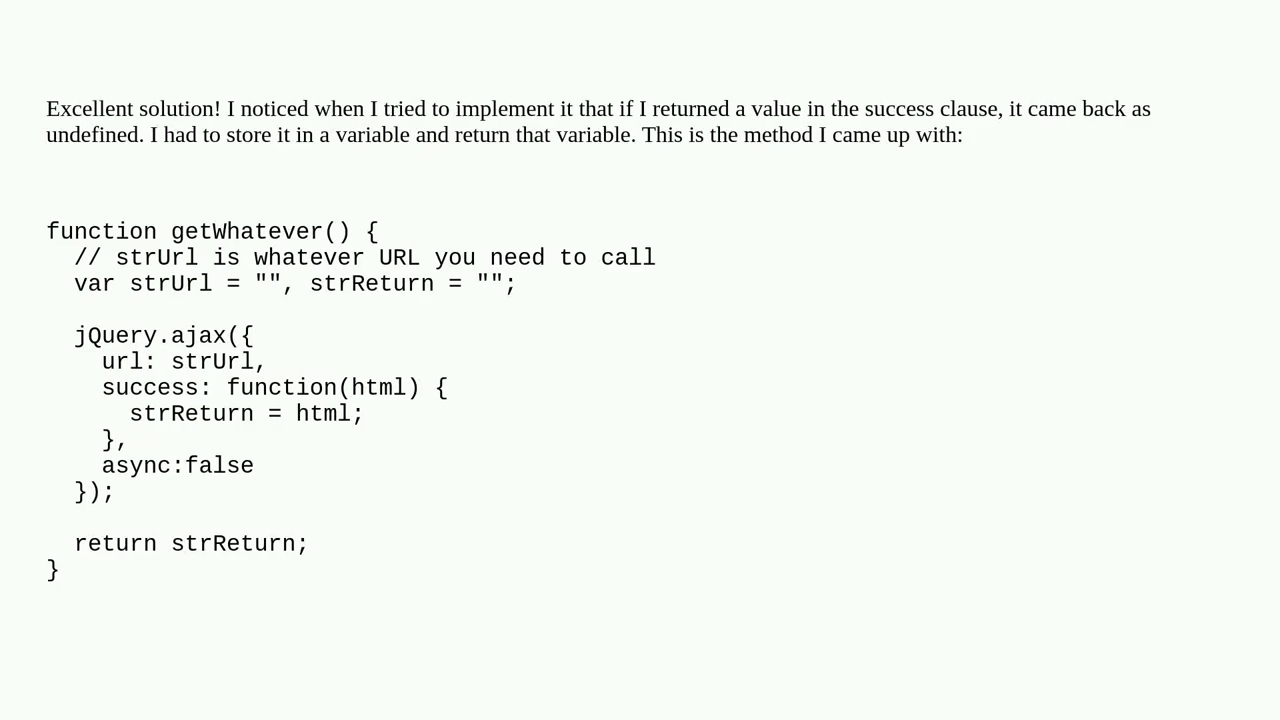 Excellent solution! I noticed when I tried to implement it that if I returned a value in the success clause, it came back as
undefined. I had to store it in a variable and return that variable. This is the method I came up with:
function getWhatever() {
  // strUrl is whatever URL you need to call
  var strUrl = "", strReturn = "";
  jQuery.ajax({
    url: strUrl,
    success: function(html) {
      strReturn = html;
    },
    async:false
  });
  return strReturn;
}